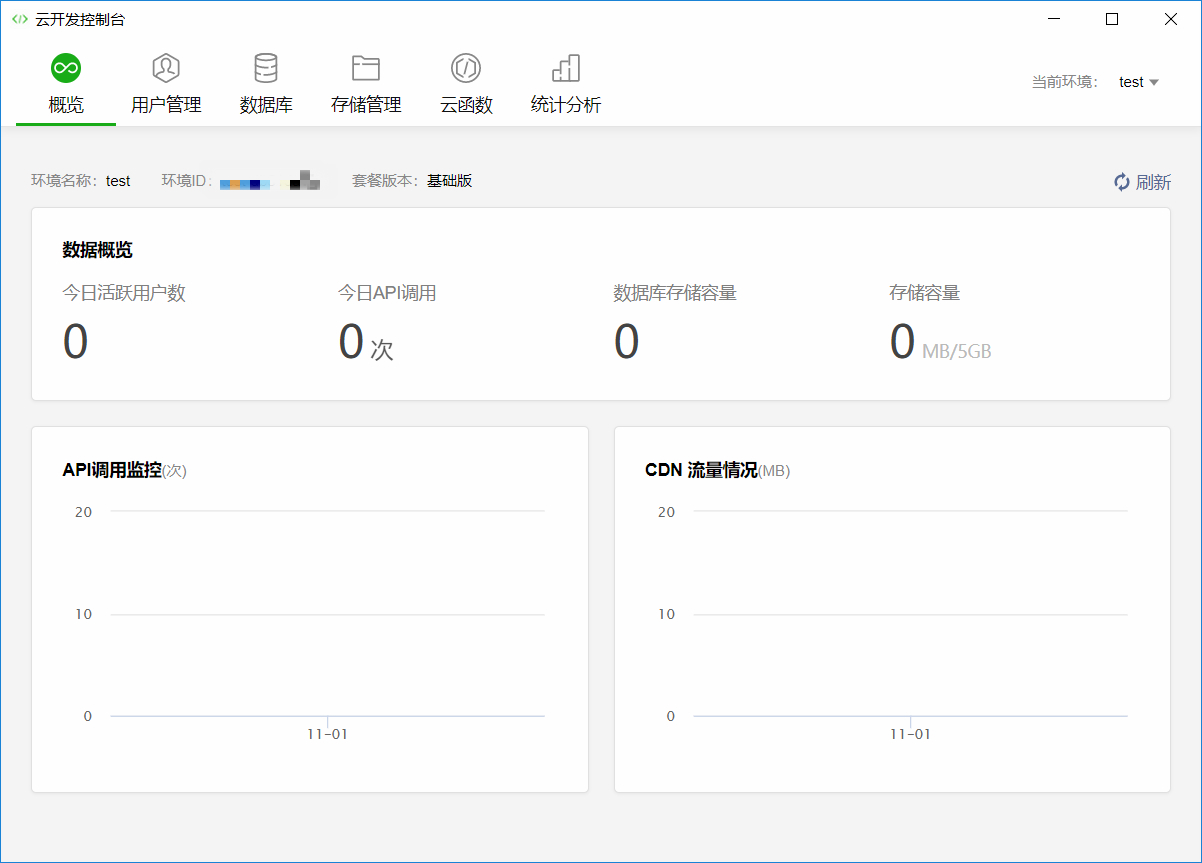 云开发控制台
概览 用户管理 数据库 存储管理 云函数 统计分析 当前环境： test
环境名称： test 环境ID： 套餐版本： 基础版 刷新
数据概览
今日活跃用户数 今日API调用 数据库存储容量 存储容量
0 0 次 0 0 MB/5GB
API调用监控(次) CDN 流量情况(MB)
20 20
10 10
0 0
11-01 11-01